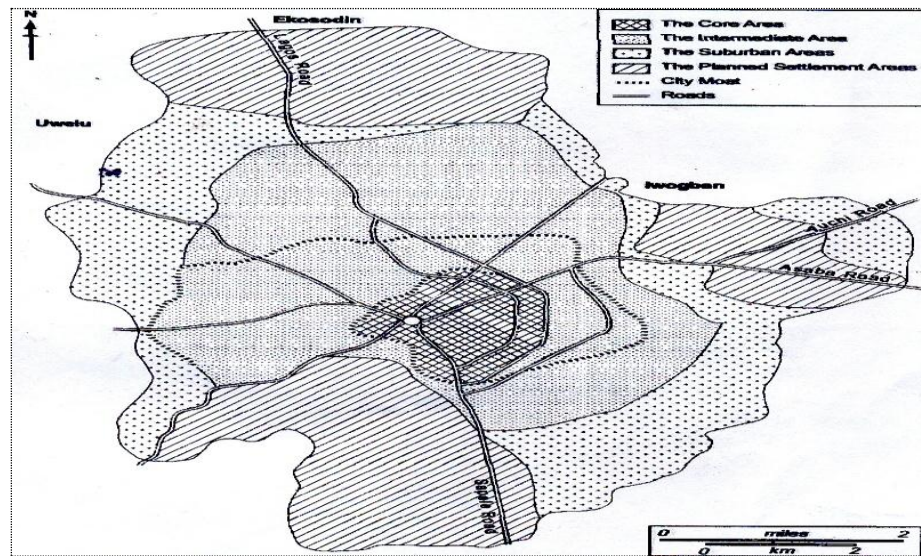 N
Ekosodin
Lagos Road
The Core Area
The Intermediate Area
The Suburban Areas
The Planned Settlement Areas
City Moat
Roads
Uwelu
Iwogban
Auchi Road
Asaba Road
Sapele Road
0 miles 2
0 km 2